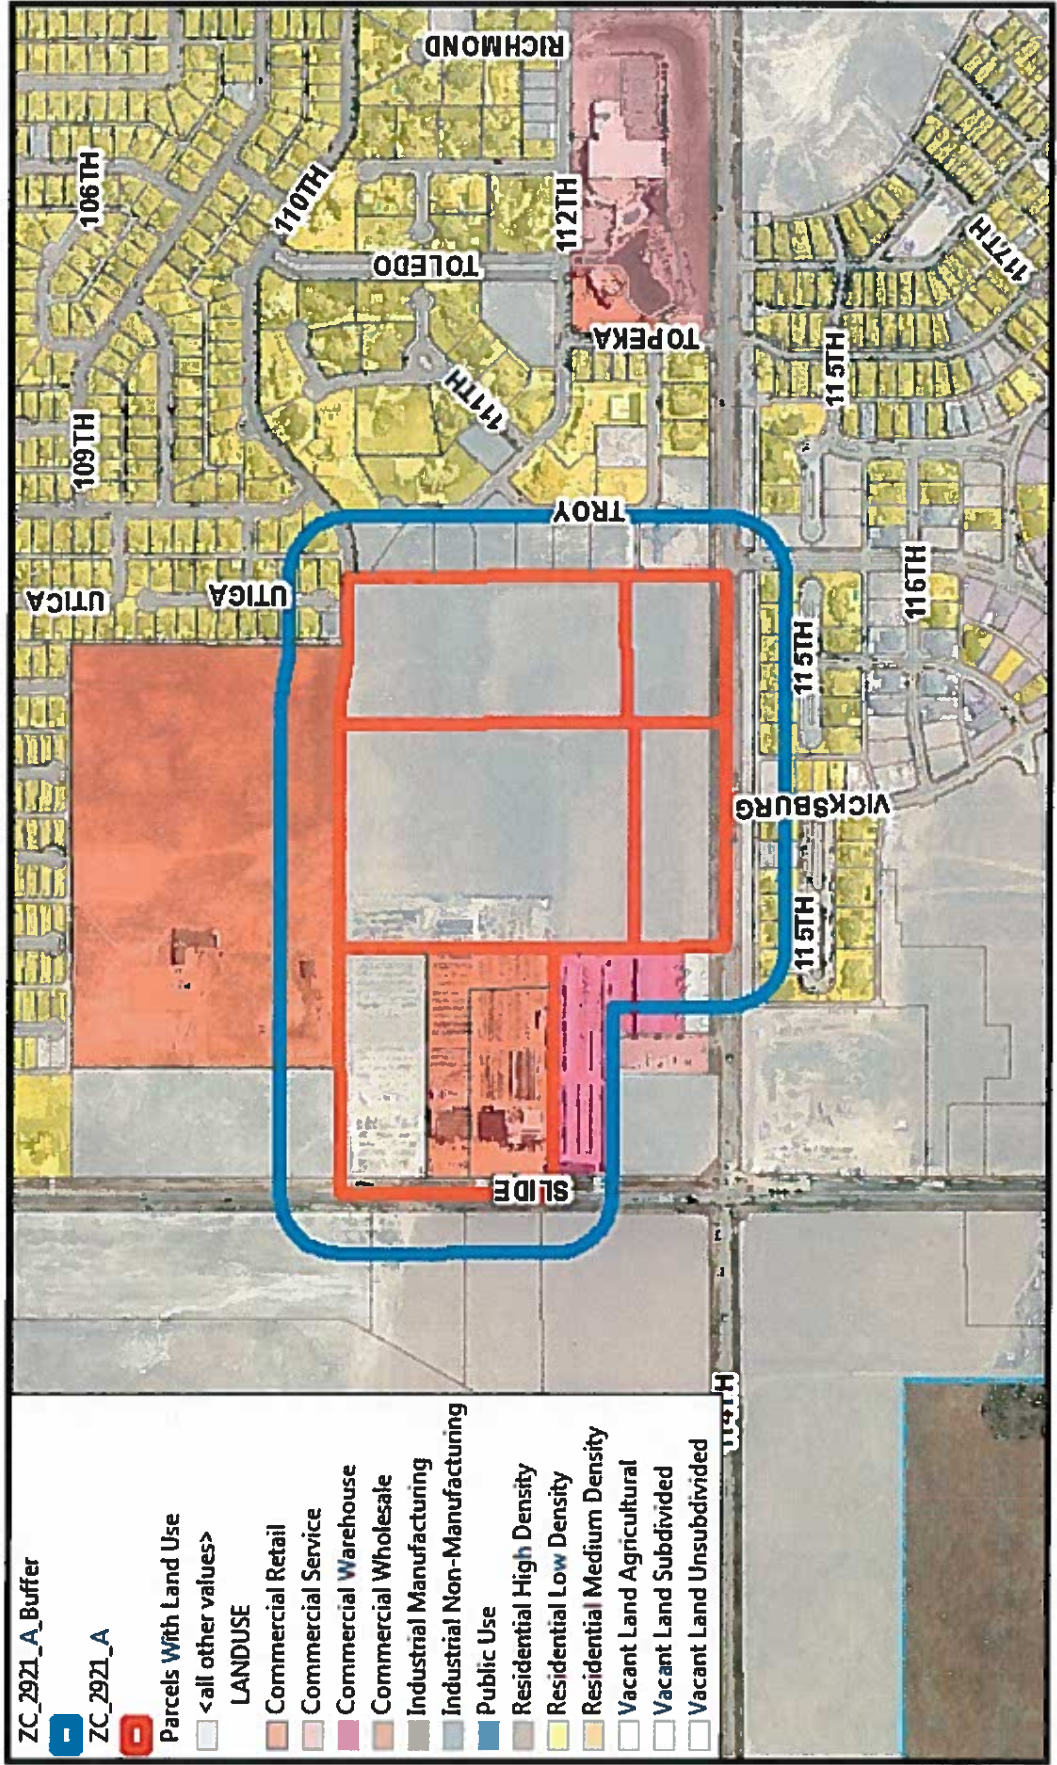 ZC_2921_A_Buffer
ZC_2921_A
Parcels With Land Use
<all other values>
LANDUSE
Commercial Retail
Commercial Service
Commercial Warehouse
Commercial Wholesale
Industrial Manufacturing
Industrial Non-Manufacturing
Public Use
Residential High Density
Residential Low Density
Residential Medium Density
Vacant Land Agricultural
Vacant Land Subdivided
Vacant Land Unsubdivided
UTICA
109TH
106TH
UTICA
110TH
RICHMOND
TOLEDO
111TH
112TH
TROY
TOPEKA
SLIDE
114TH
VICKSBURG
115TH
115TH
115TH
116TH
117TH